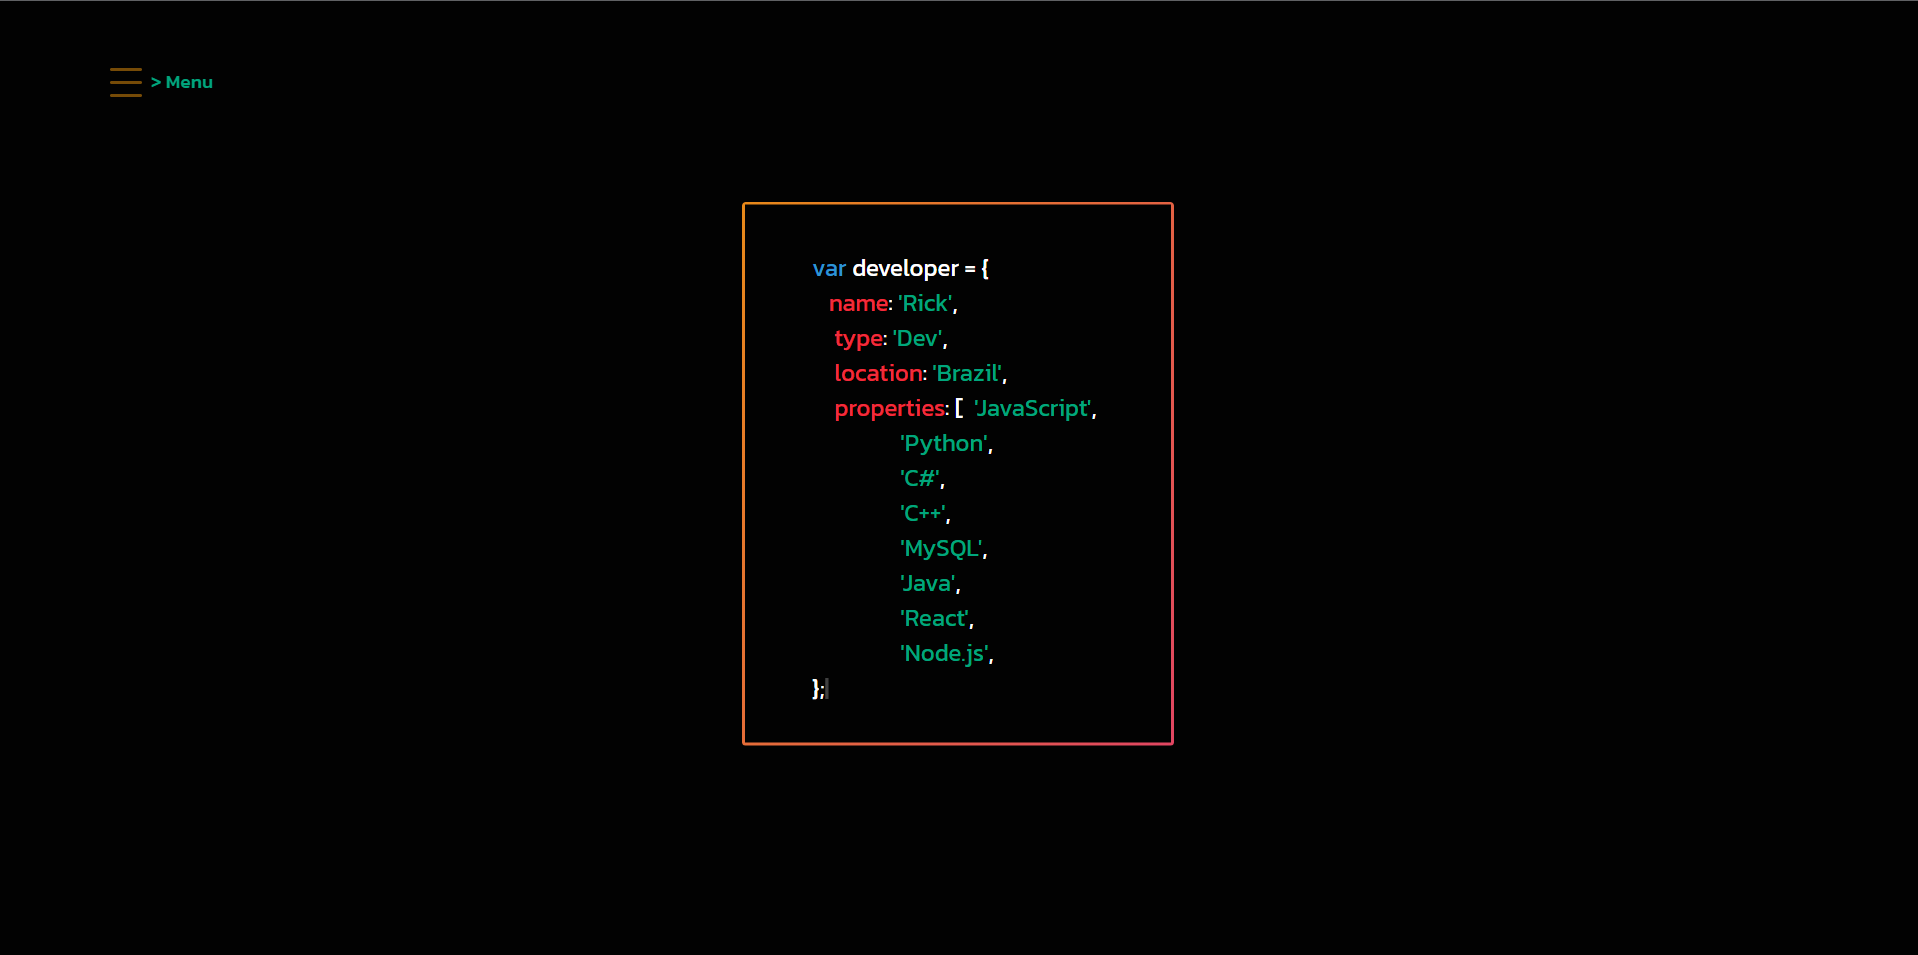 > Menu
var developer = {
name: 'Rick',
type: 'Dev',
location: 'Brazil',
properties: [ 'JavaScript',
'Python',
'C#',
'C++',
'MySQL',
'Java',
'React',
'Node.js',
};